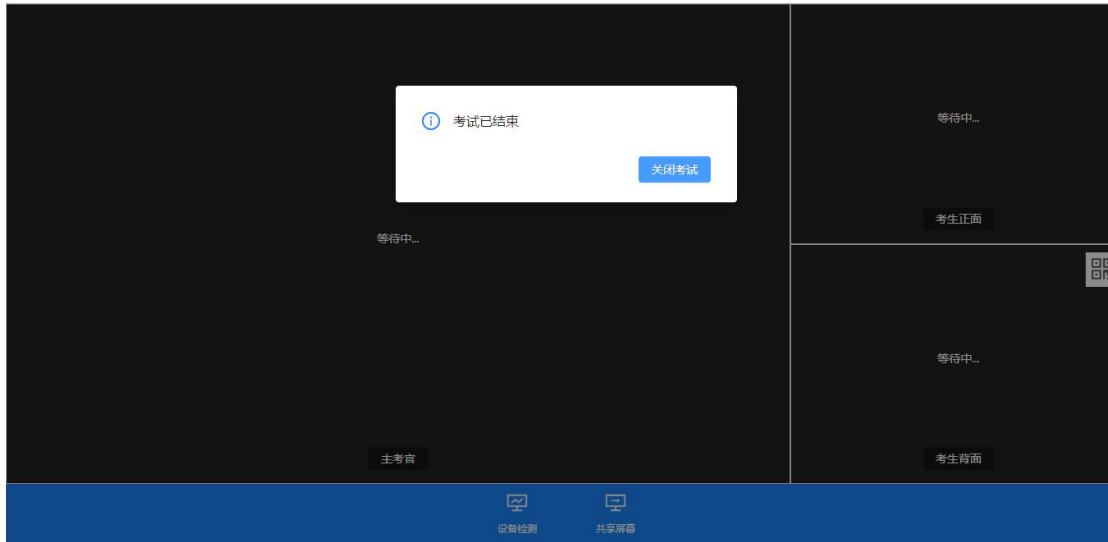 考试已结束
关闭考试
等待中...
主考官
等待中...
考生正面
等待中...
考生背面
设备检测
共享屏幕